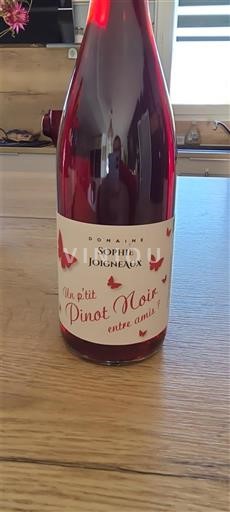 DOMAINE
SOPHIE
JOIGNEAUX
Un p'tit
Pinot Noir
entre amis ?